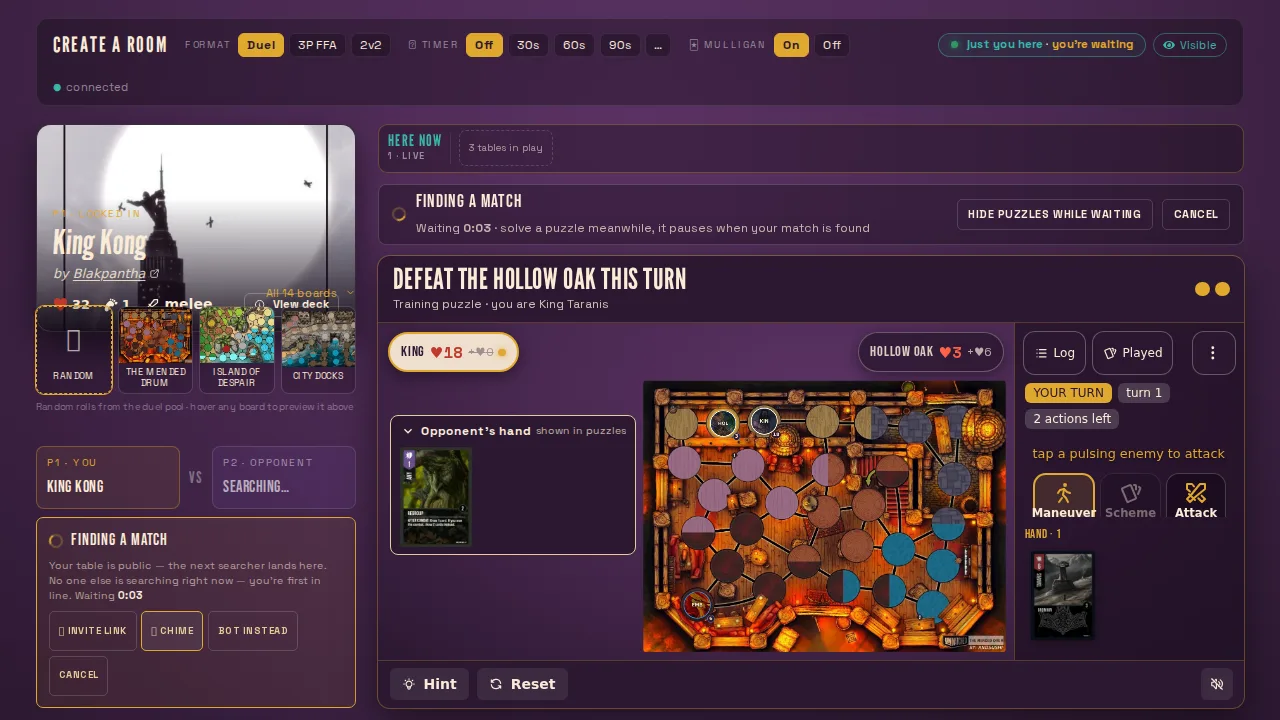 CREATE A ROOM
FORMAT Duel 3P FFA 2v2
TIMER Off 30s 60s 90s ...
MULLIGAN On Off
just you here · you're waiting
Visible
connected
LOCKED IN
King Kong
by Blakpantha
32 1 melee
All 14 boards
View deck
RANDOM
THE MENDED DRUM
ISLAND OF DESPAIR
CITY DOCKS
Random rolls from the duel pool · hover any board to preview it above
P1 · YOU
KING KONG
VS
P2 · OPPONENT
SEARCHING…
FINDING A MATCH
Your table is public — the next searcher lands here.
No one else is searching right now — you're first in
line. Waiting 0:03
INVITE LINK
CHIME
BOT INSTEAD
CANCEL
HERE NOW
1 · LIVE
3 tables in play
FINDING A MATCH
Waiting 0:03 · solve a puzzle meanwhile, it pauses when your match is found
HIDE PUZZLES WHILE WAITING
CANCEL
DEFEAT THE HOLLOW OAK THIS TURN
Training puzzle · you are King Taranis
KING ♥18 +♥0
HOLLOW OAK ♥3 +♥6
Opponent's hand shown in puzzles
HOL
KIN
Log
Played
YOUR TURN
turn 1
2 actions left
tap a pulsing enemy to attack
Maneuver
Scheme
Attack
HAND · 1
Hint
Reset